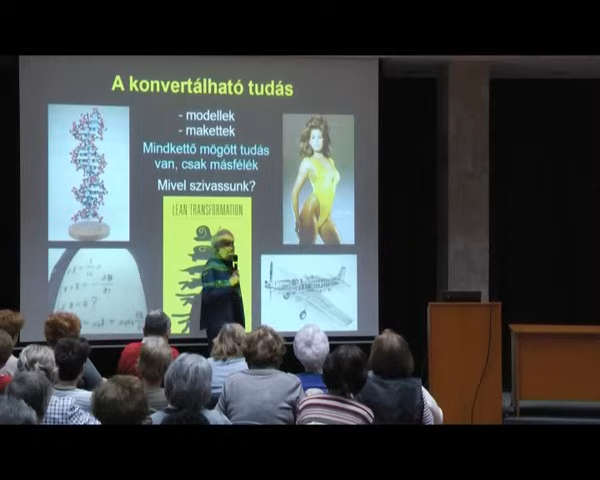 A konvertálható tudás
- modellek
- makettek
Mindkettő mögött tudás
van, csak másfélék
Mivel szivassunk?
LEAN TRANSFORMATION